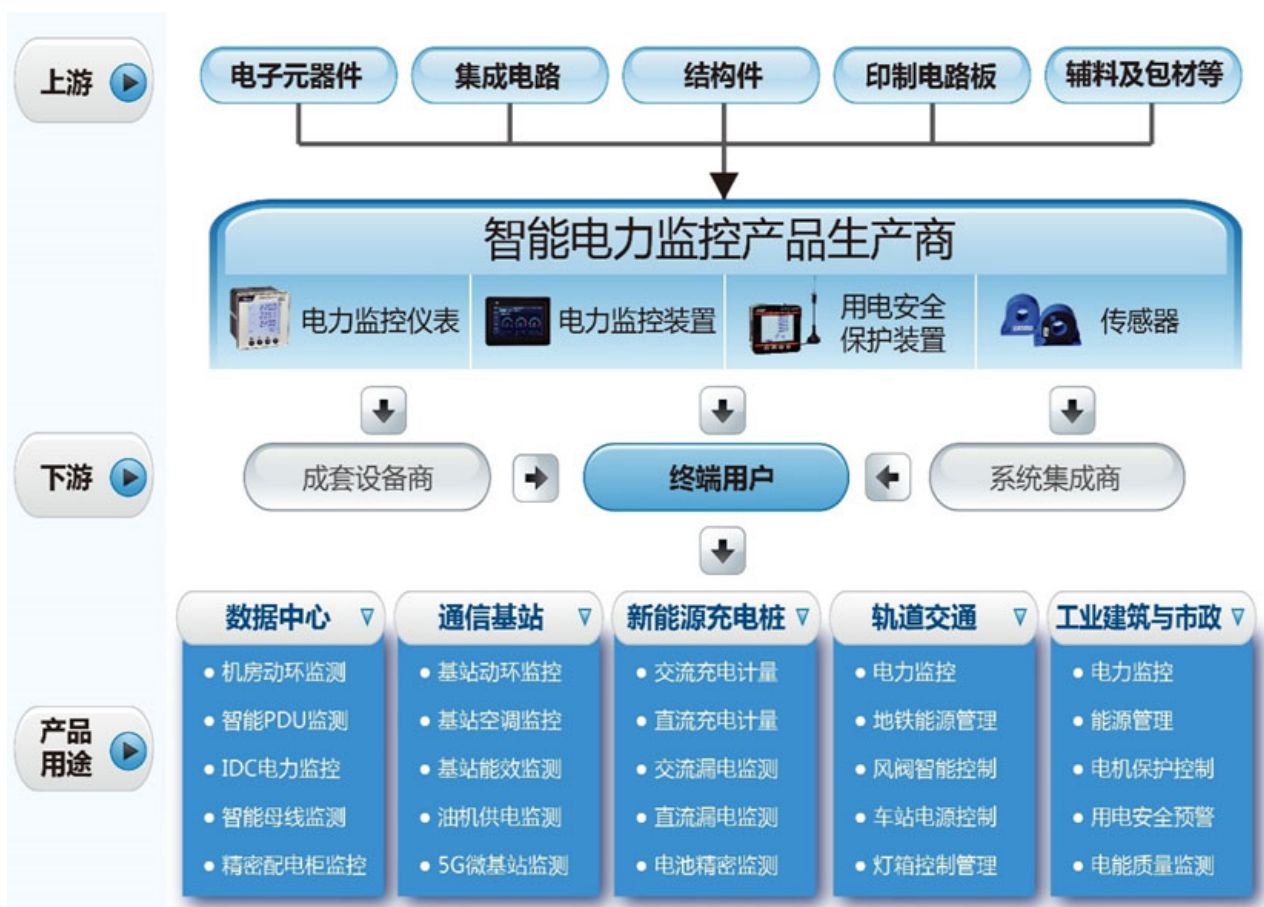 上游
电子元器件
集成电路
结构件
印制电路板
辅料及包材等
智能电力监控产品生产商
电力监控仪表
电力监控装置
用电安全
保护装置
传感器
下游
成套设备商
终端用户
系统集成商
产品
用途
数据中心
机房动环监测
智能PDU监测
IDC电力监控
智能母线监测
精密配电柜监控
通信基站
基站动环监控
基站空调监控
基站能效监测
油机供电监测
5G微基站监测
新能源充电桩
交流充电计量
直流充电计量
交流漏电监测
直流漏电监测
电池精密监测
轨道交通
电力监控
地铁能源管理
风阀智能控制
车站电源控制
灯箱控制管理
工业建筑与市政
电力监控
能源管理
电机保护控制
用电安全预警
电能质量监测